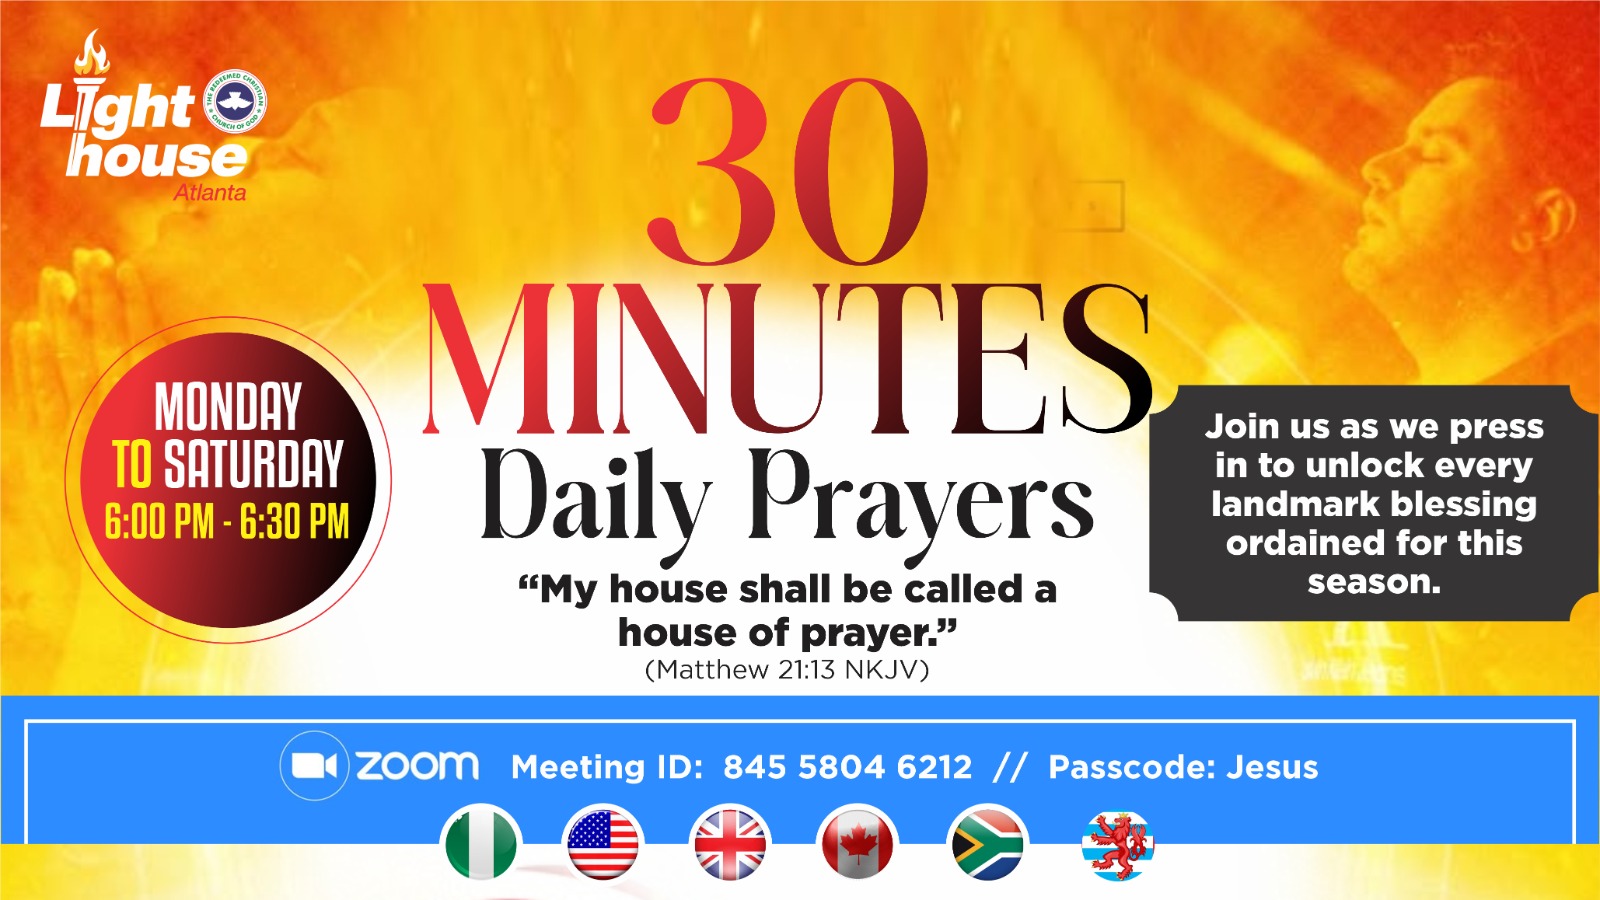 Light
house
Atlanta
THE REDEEMED CHRISTIAN
CHURCH OF GOD
30
MINUTES
Daily Prayers
“My house shall be called a
house of prayer.”
(Matthew 21:13 NKJV)
MONDAY
TO SATURDAY
6:00 PM - 6:30 PM
Join us as we press
in to unlock every
landmark blessing
ordained for this
season.
zoom Meeting ID: 845 5804 6212 // Passcode: Jesus